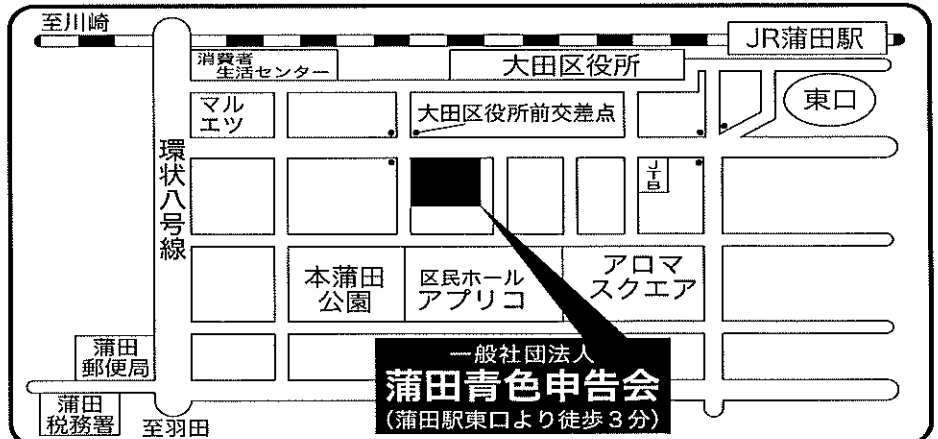 至川崎
JR蒲田駅
消費者
生活センター
大田区役所
マル
エツ
大田区役所前交差点
東口
環状八号線
JTB
本蒲田
公園
区民ホール
アプリコ
アロマ
スクエア
蒲田
郵便局
一般社団法人
蒲田青色申告会
(蒲田駅東口より徒歩3分)
蒲田
税務署
至羽田